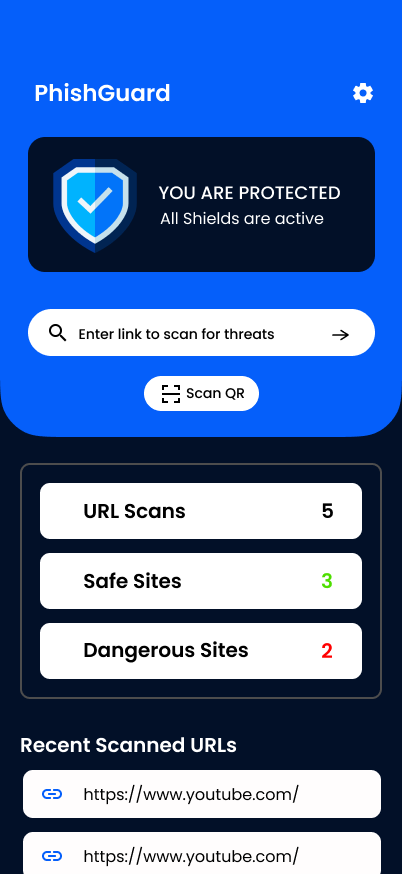 PhishGuard
YOU ARE PROTECTED
All Shields are active
Enter link to scan for threats
Scan QR
URL Scans 5
Safe Sites 3
Dangerous Sites 2
Recent Scanned URLs
https://www.youtube.com/
https://www.youtube.com/